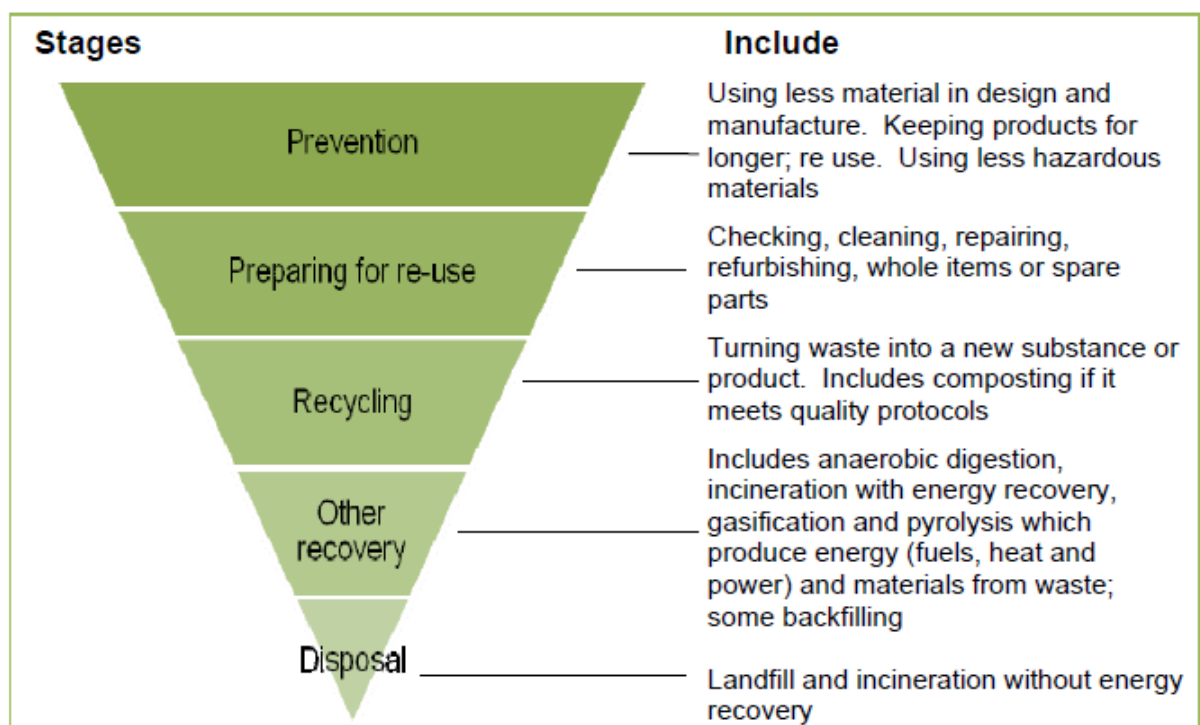 Stages
Include
Prevention
Using less material in design and
manufacture.  Keeping products for
longer; re use.  Using less hazardous
materials
Preparing for re-use
Checking, cleaning, repairing,
refurbishing, whole items or spare
parts
Recycling
Turning waste into a new substance or
product.  Includes composting if it
meets quality protocols
Other
recovery
Includes anaerobic digestion,
incineration with energy recovery,
gasification and pyrolysis which
produce energy (fuels, heat and
power) and materials from waste;
some backfilling
Disposal
Landfill and incineration without energy
recovery